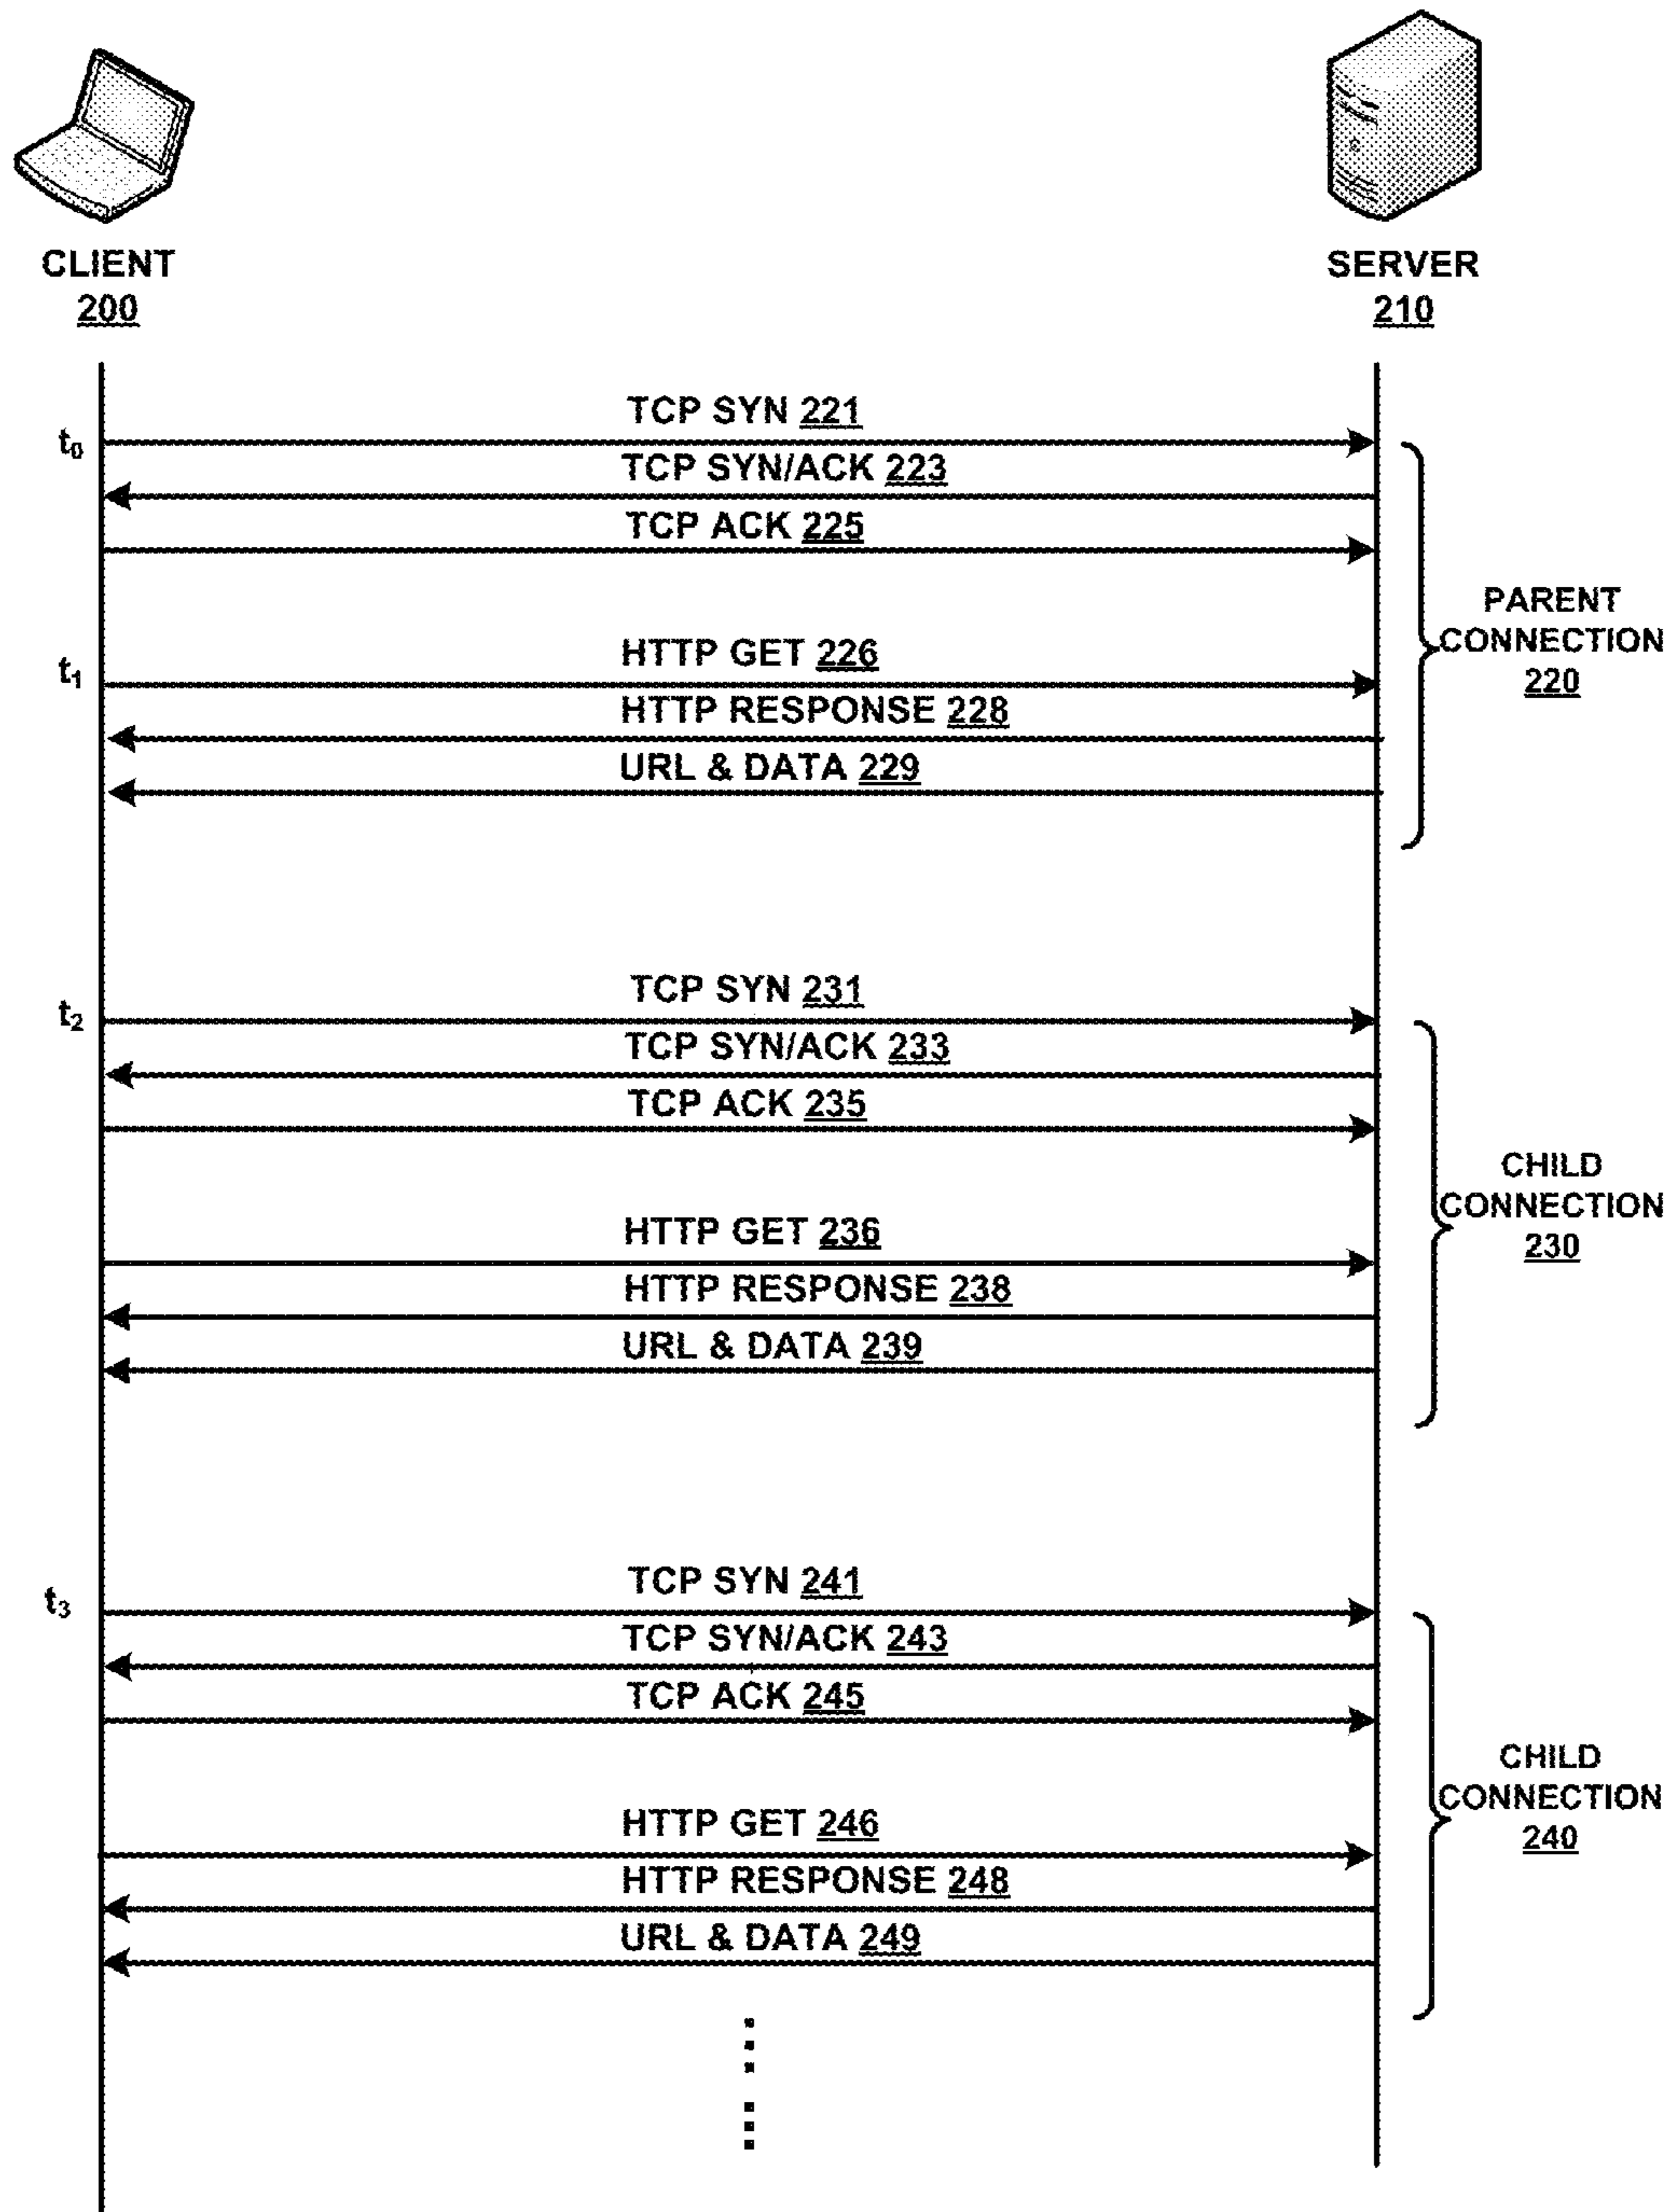 CLIENT
200
SERVER
210
TCP SYN 221
t0
TCP SYN/ACK 223
TCP ACK 225
PARENT
CONNECTION
220
HTTP GET 226
t1
HTTP RESPONSE 228
URL & DATA 229
TCP SYN 231
t2
TCP SYN/ACK 233
TCP ACK 235
CHILD
CONNECTION
230
HTTP GET 236
HTTP RESPONSE 238
URL & DATA 239
TCP SYN 241
t3
TCP SYN/ACK 243
TCP ACK 245
CHILD
CONNECTION
240
HTTP GET 246
HTTP RESPONSE 248
URL & DATA 249